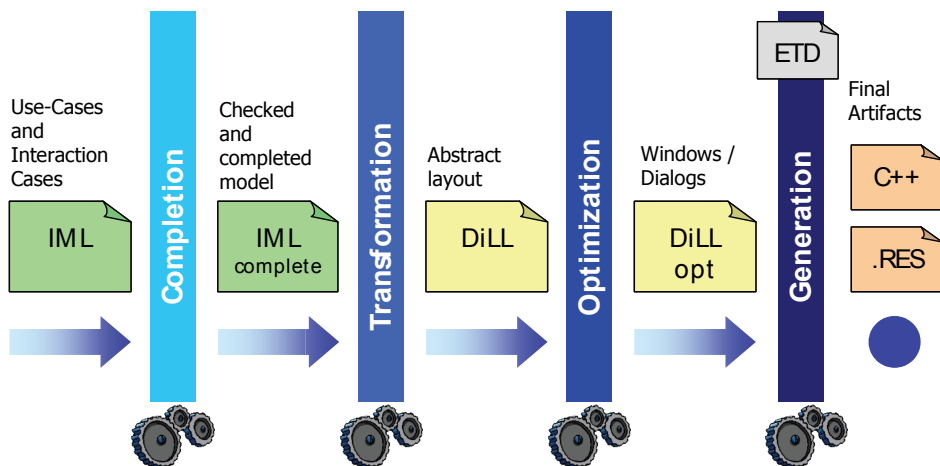 Use-Cases
and
Interaction
Cases
IML
Completion
Checked
and
completed
model
IML
complete
Transformation
Abstract
layout
DiLL
Optimization
Windows /
Dialogs
DiLL
opt
ETD
Generation
Final
Artifacts
C++
.RES